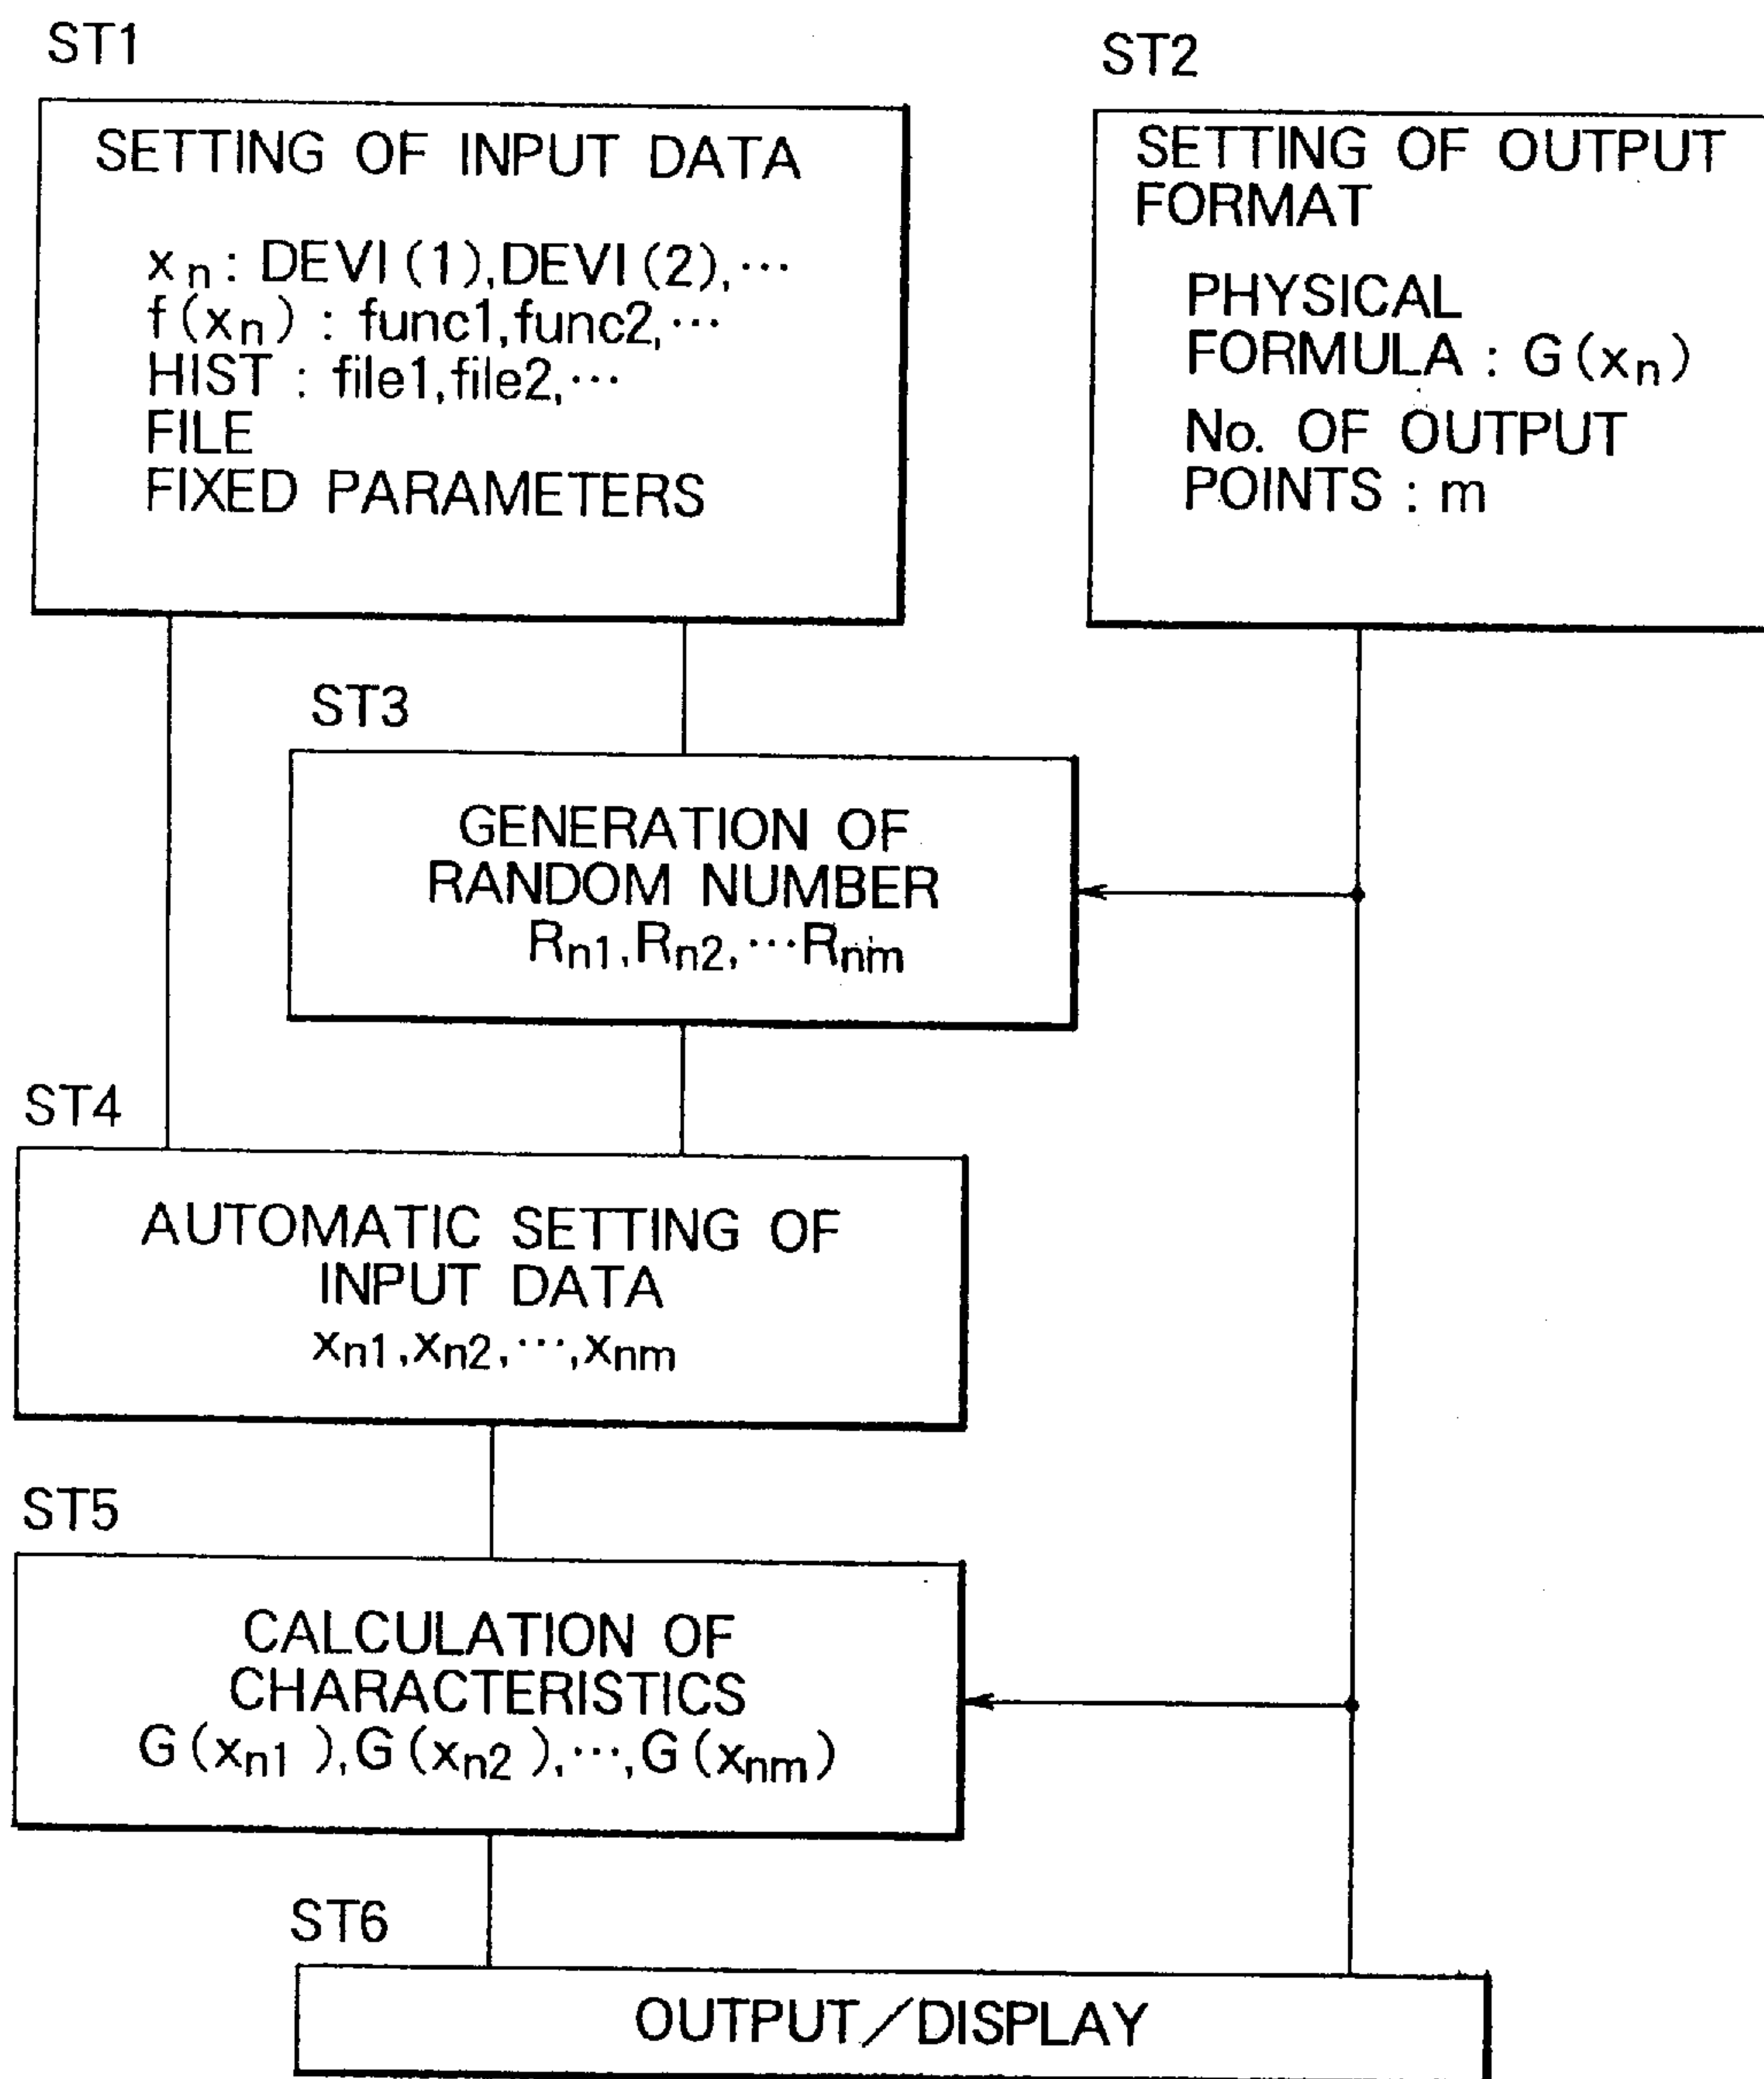 ST1
SETTING OF INPUT DATA
xn : DEVI (1), DEVI (2), ···
f (xn) : func1, func2, ···
HIST : file1, file2, ···
FILE
FIXED PARAMETERS
ST2
SETTING OF OUTPUT
FORMAT
PHYSICAL
FORMULA : G (xn)
No. OF OUTPUT
POINTS : m
ST3
GENERATION OF
RANDOM NUMBER
Rn1, Rn2, ··· Rnm
ST4
AUTOMATIC SETTING OF
INPUT DATA
xn1, xn2, ···, xnm
ST5
CALCULATION OF
CHARACTERISTICS
G (xn1 ), G (xn2 ), ···, G (xnm)
ST6
OUTPUT/DISPLAY